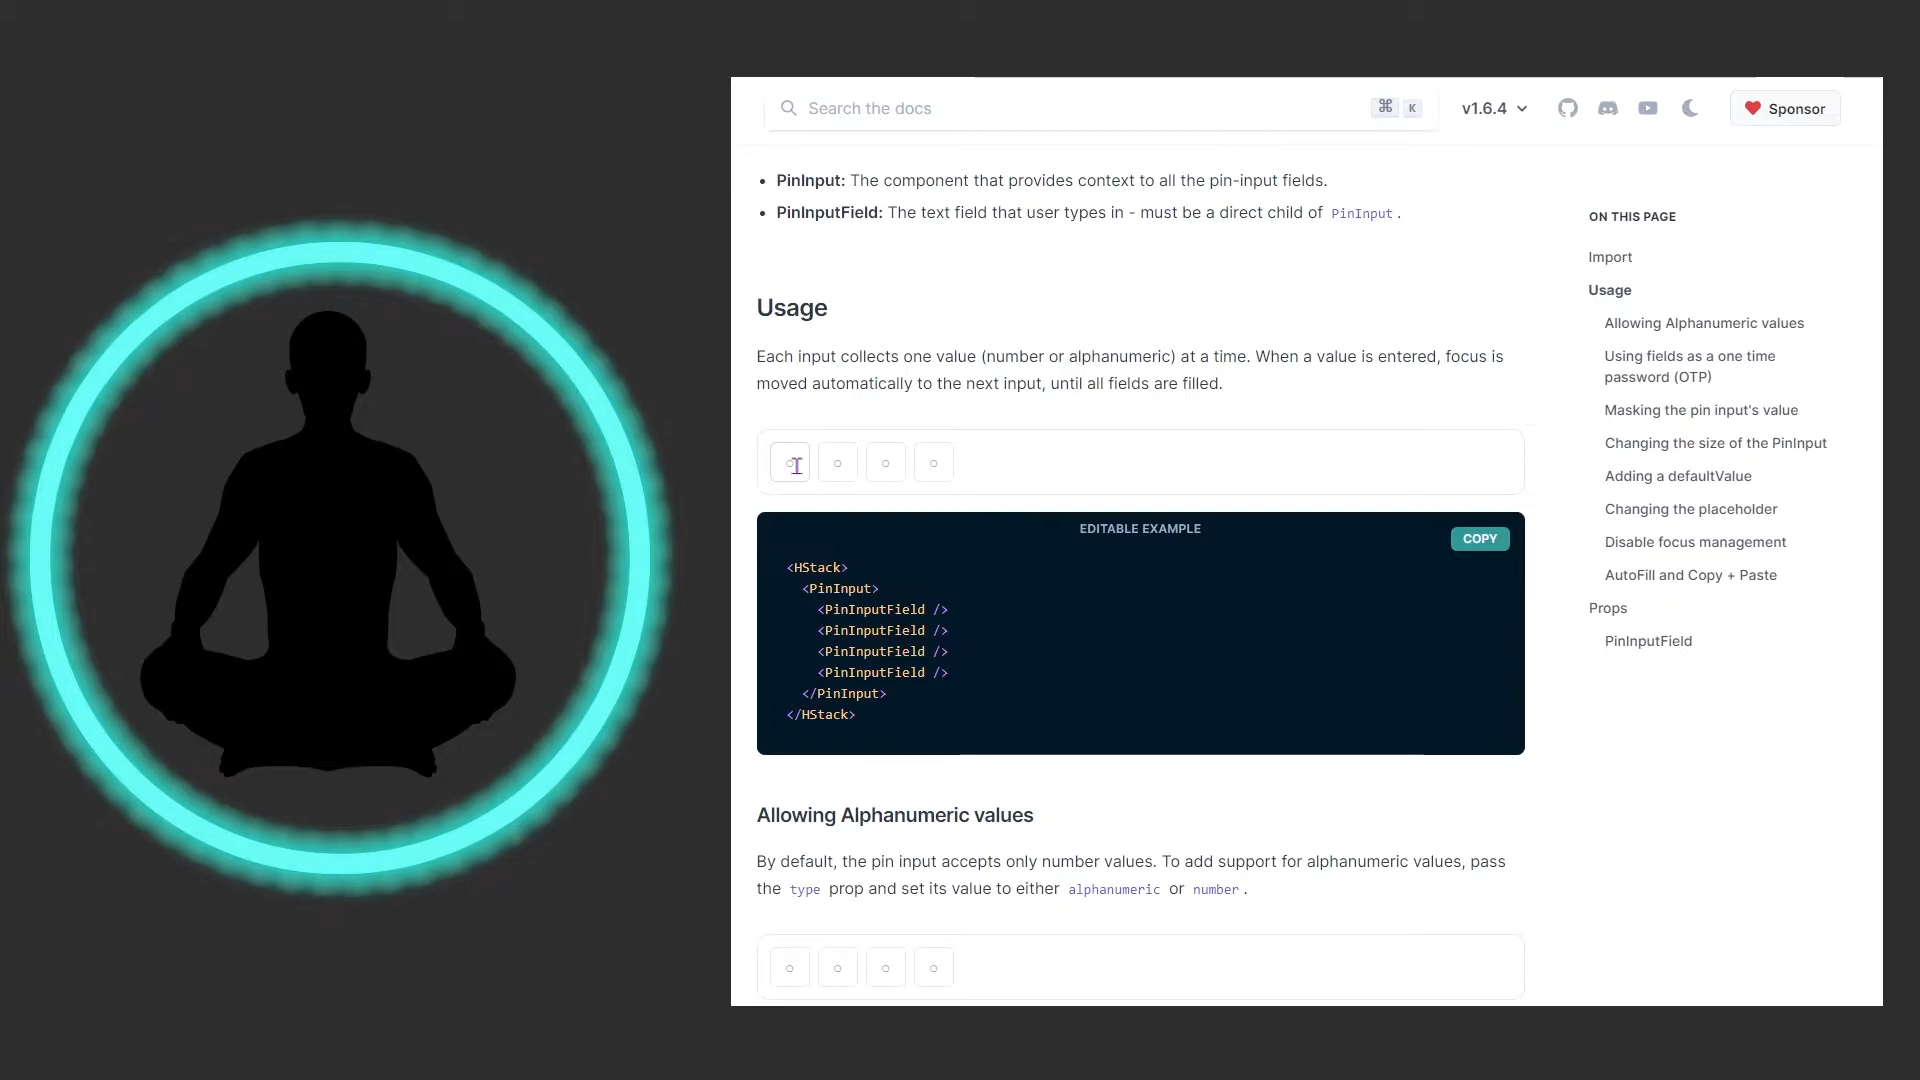 Search the docs
⌘ K
v1.6.4
Sponsor
• PinInput: The component that provides context to all the pin-input fields.
• PinInputField: The text field that user types in - must be a direct child of PinInput .
Usage
Each input collects one value (number or alphanumeric) at a time. When a value is entered, focus is
moved automatically to the next input, until all fields are filled.
EDITABLE EXAMPLE
COPY
<HStack>
<PinInput>
<PinInputField />
<PinInputField />
<PinInputField />
<PinInputField />
</PinInput>
</HStack>
Allowing Alphanumeric values
By default, the pin input accepts only number values. To add support for alphanumeric values, pass
the type prop and set its value to either alphanumeric or number .
ON THIS PAGE
Import
Usage
Allowing Alphanumeric values
Using fields as a one time
password (OTP)
Masking the pin input's value
Changing the size of the PinInput
Adding a defaultValue
Changing the placeholder
Disable focus management
AutoFill and Copy + Paste
Props
PinInputField